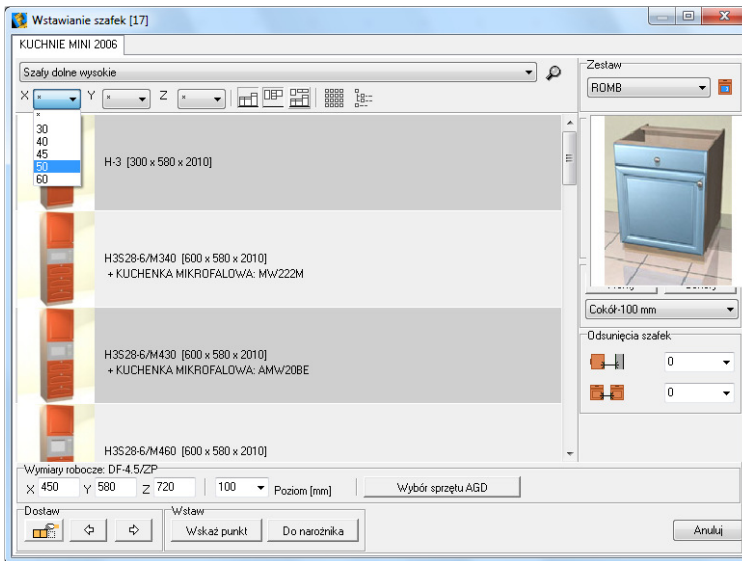 Wstawianie szafek [17]
KUCHNIE MINI 2006
Szafy dolne wysokie
X * Y * Z *
*
30
40
45
50
60
H-3 [300 x 580 x 2010]
H3S28-6/M340 [600 x 580 x 2010]
+ KUCHENKA MIKROFALOWA: MW222M
H3S28-6/M430 [600 x 580 x 2010]
+ KUCHENKA MIKROFALOWA: AMW20BE
H3S28-6/M460 [600 x 580 x 2010]
Zestaw
ROMB
Cokół-100 mm
Odsunięcia szafek
0
0
Wymiary robocze: DF-4.5/ZP
X 450 Y 580 Z 720 100 Poziom [mm] Wybór sprzętu AGD
Dostaw
Wstaw
Wskaż punkt Do narożnika Anuluj